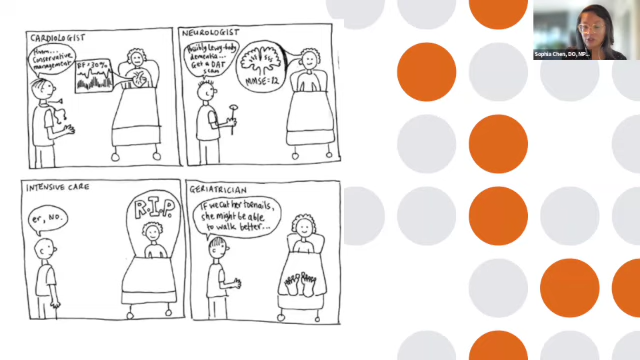 CARDIOLOGIST
Hmm...
Conservative
management
EF=30%
NEUROLOGIST
Possibly Lewy-body
dementia...
Get a DAT
scan
MMSE=12
INTENSIVE CARE
er, NO.
R.I.P.
GERIATRICIAN
If we cut her toenails,
she might be able
to walk better...
Sophia Chen, DO, MPL